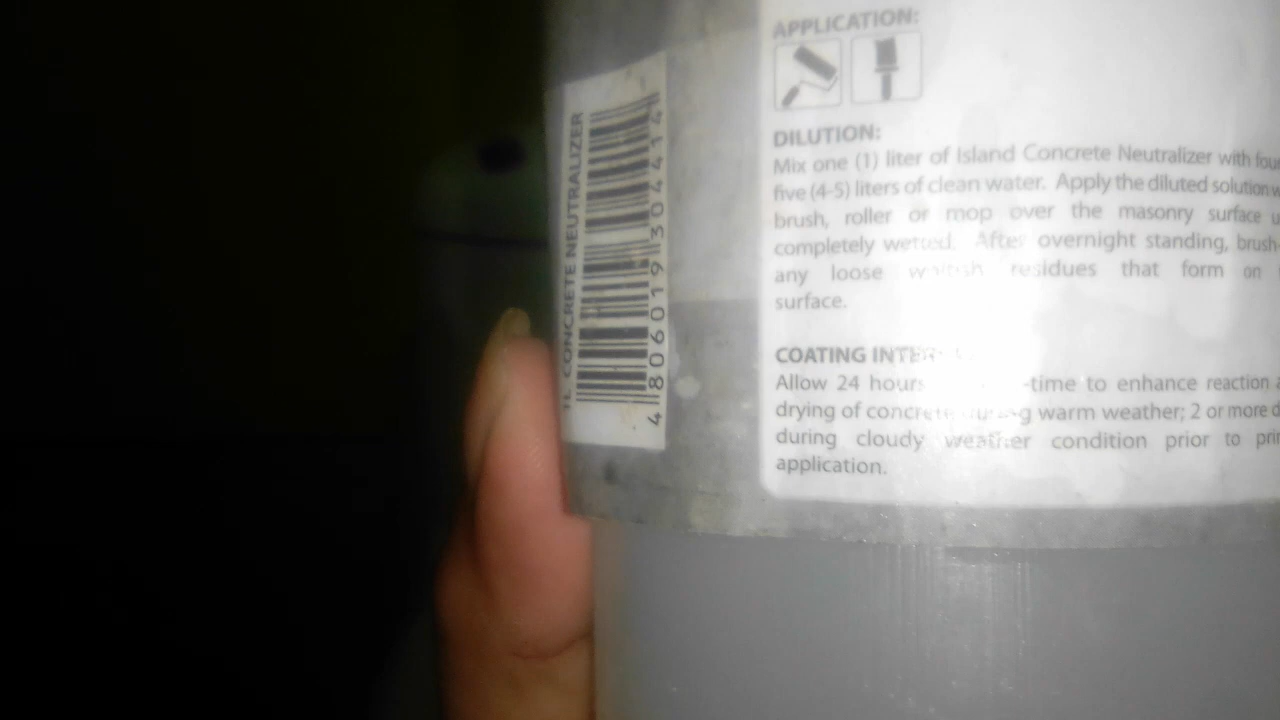 APPLICATION:
DILUTION:
Mix one (1) liter of Island Concrete Neutralizer with four
five (4-5) liters of clean water. Apply the diluted solution w
brush, roller or mop over the masonry surface u
completely wetted. After overnight standing, brush-
any loose whitish residues that form on
surface.
COATING INTER
Allow 24 hours -time to enhance reaction a
drying of concrete during warm weather; 2 or more d
during cloudy weather condition prior to prim
application.
1L CONCRETE NEUTRALIZER
4 806019 304414